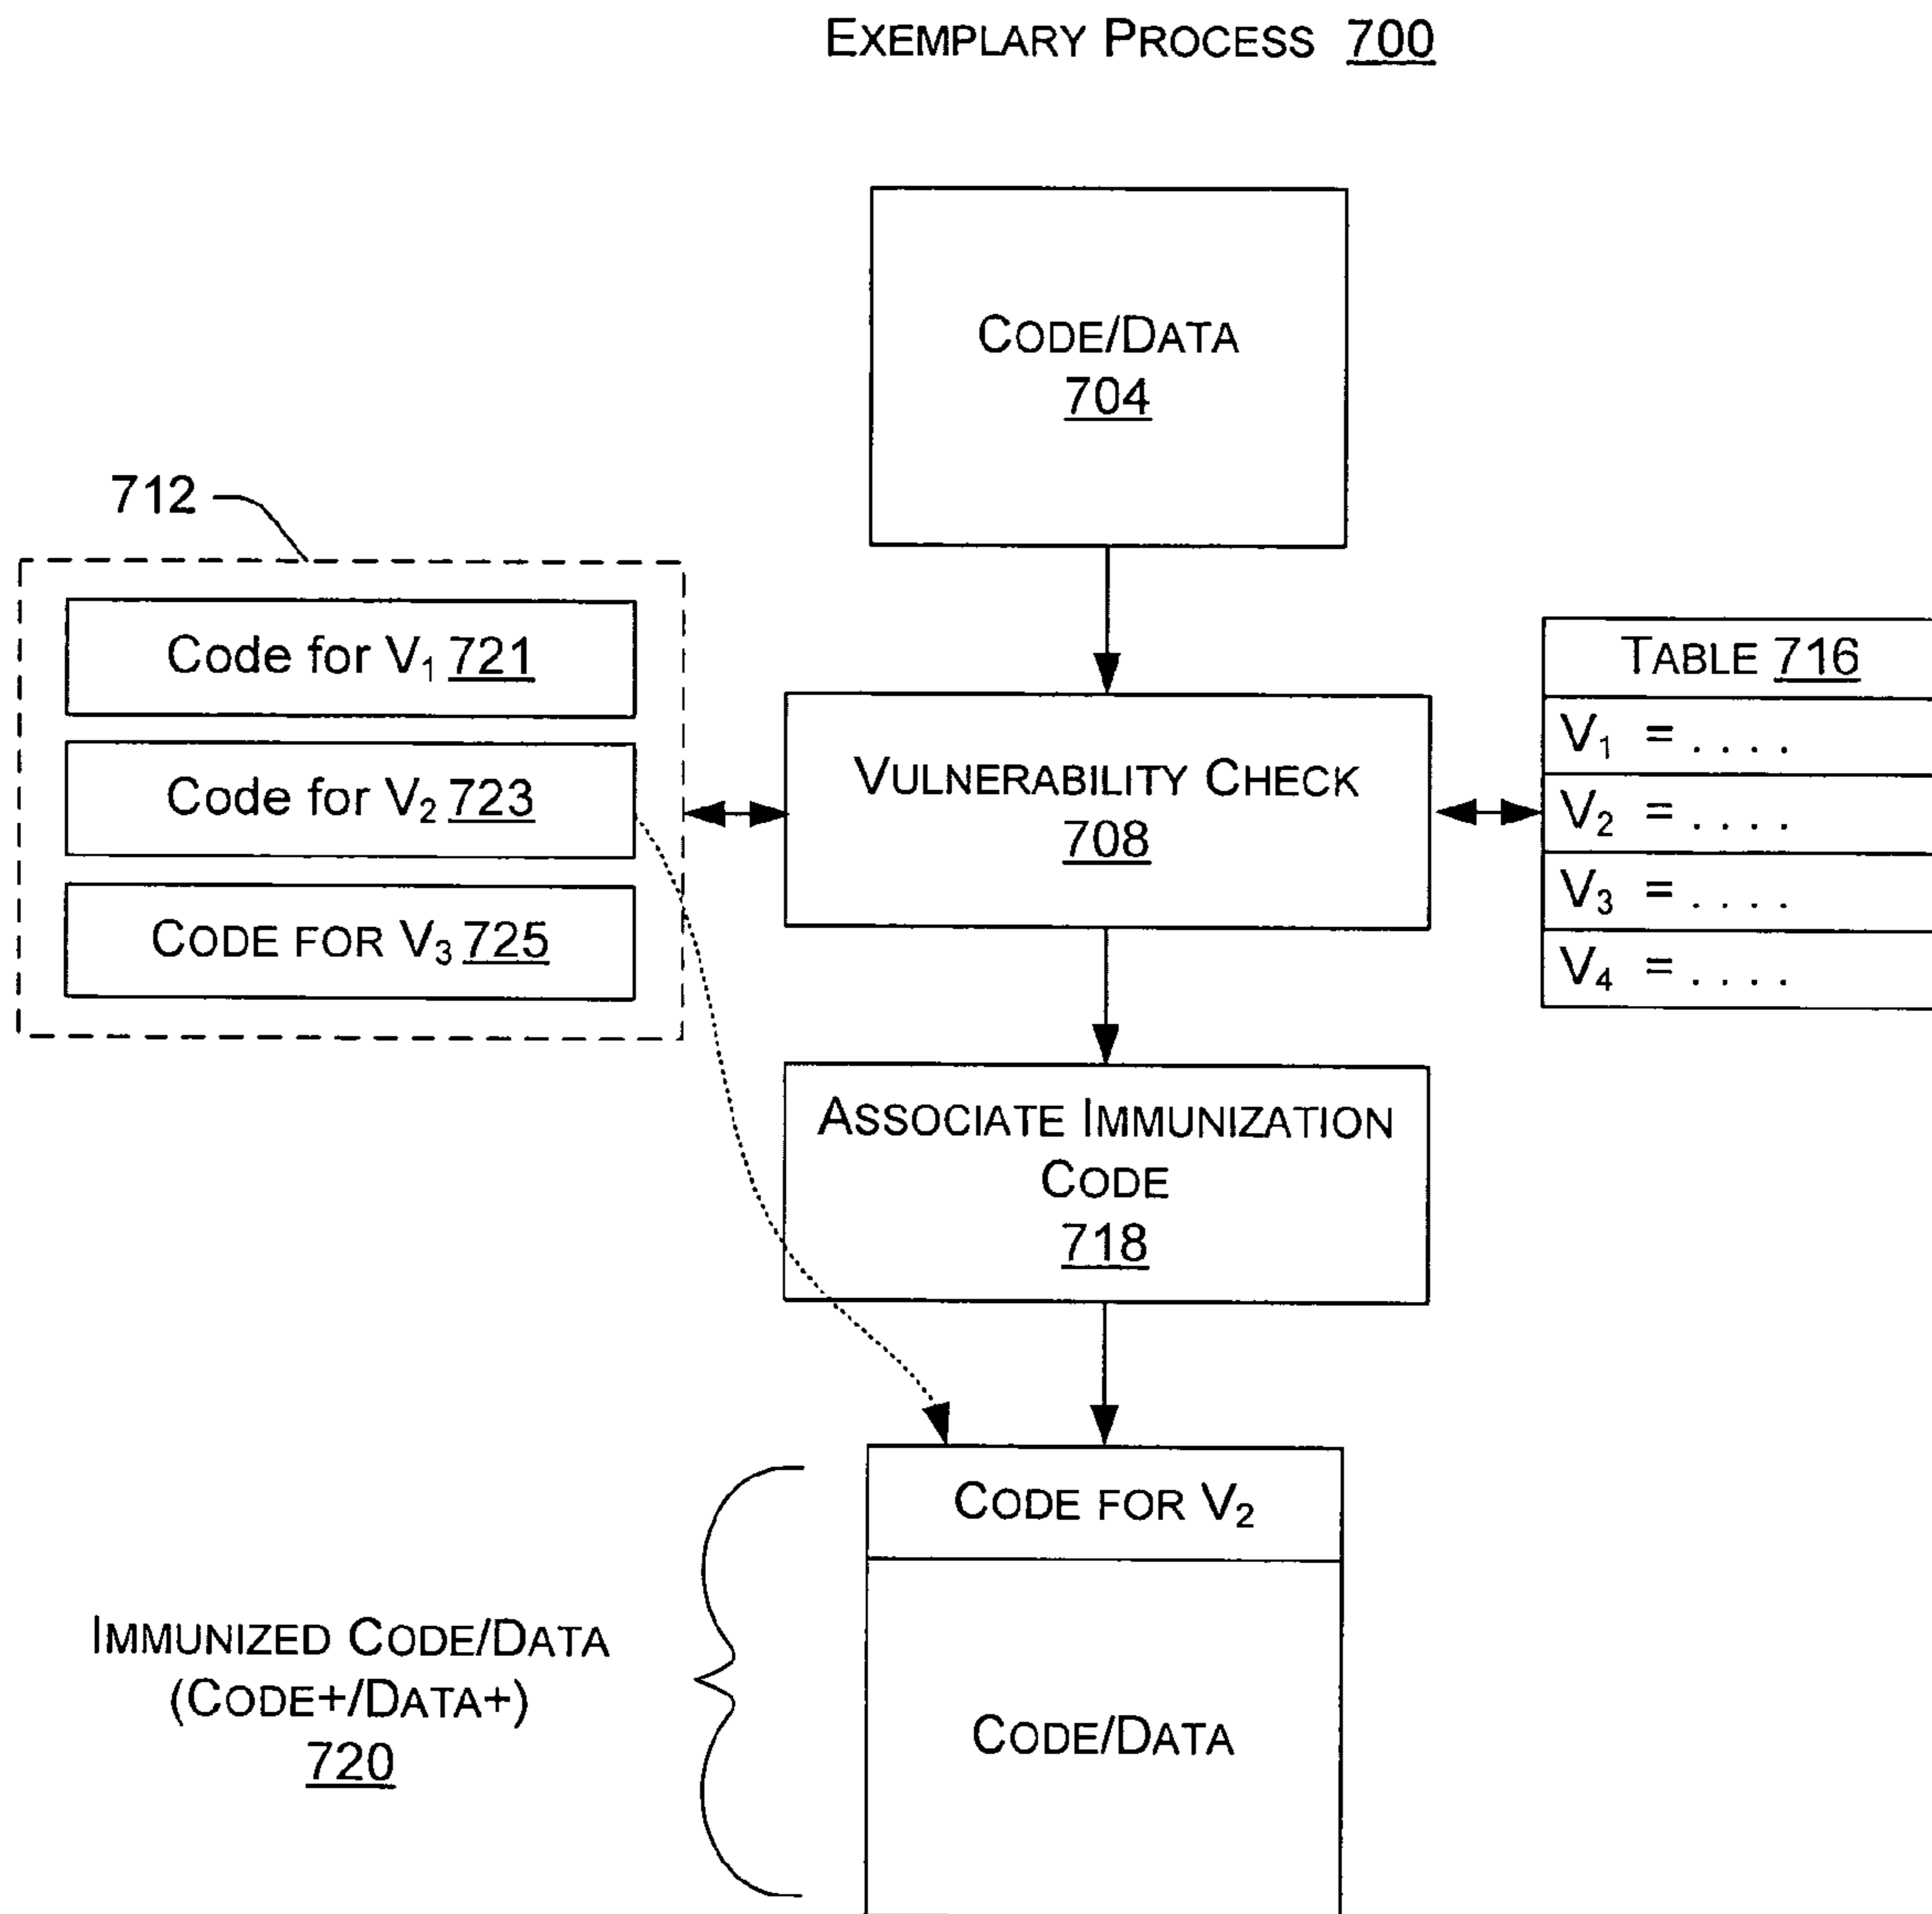 EXEMPLARY PROCESS 700
CODE/DATA
704
712
Code for V₁ 721
Code for V₂ 723
CODE FOR V₃ 725
VULNERABILITY CHECK
708
TABLE 716
V₁ = . . . .
V₂ = . . . .
V₃ = . . . .
V₄ = . . . .
ASSOCIATE IMMUNIZATION
CODE
718
CODE FOR V₂
CODE/DATA
IMMUNIZED CODE/DATA
(CODE+/DATA+)
720